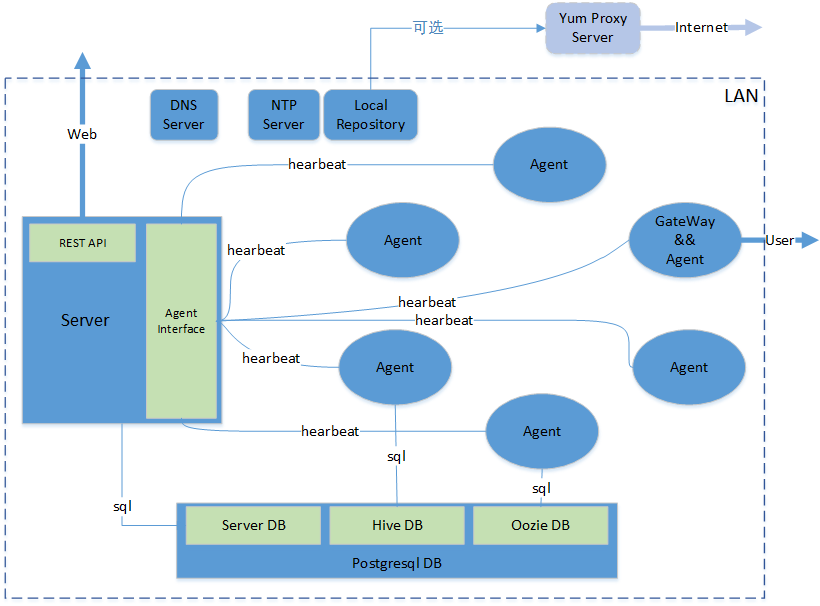 Yum Proxy
Server
Internet
可选
LAN
DNS
Server
NTP
Server
Local
Repository
Web
hearbeat
Agent
GateWay
&&
Agent
User
REST API
Server
Agent
Interface
hearbeat
Agent
hearbeat
hearbeat
hearbeat
Agent
Agent
hearbeat
Agent
sql
sql
sql
Server DB
Hive DB
Oozie DB
Postgresql DB